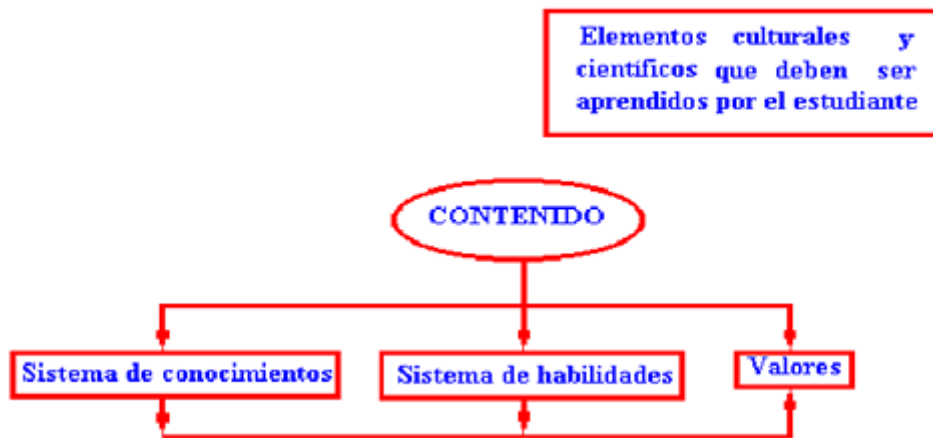 Elementos culturales y
científicos que deben ser
aprendidos por el estudiante
CONTENIDO
Sistema de conocimientos
Sistema de habilidades
Valores